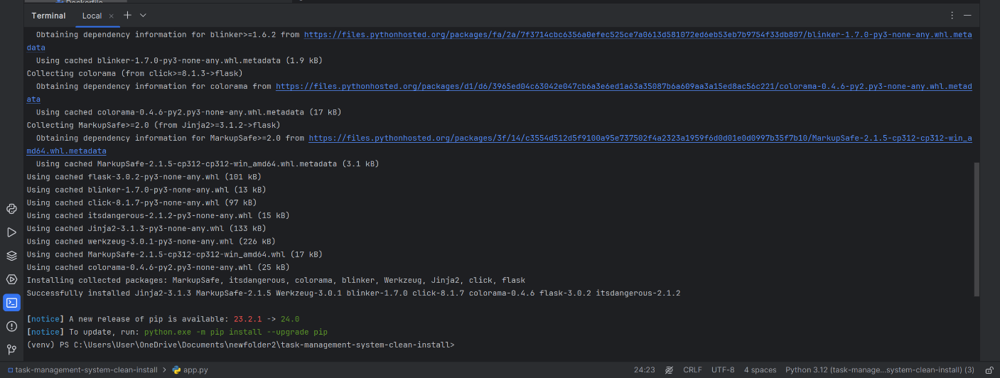 Dockerfile
Terminal Local
Obtaining dependency information for blinker>=1.6.2 from https://files.pythonhosted.org/packages/fa/2a/7f3714cbc6356a0efec525ce7a0613d581072ed6eb53eb7b9754f33db807/blinker-1.7.0-py3-none-any.whl.meta
data
Using cached blinker-1.7.0-py3-none-any.whl.metadata (1.9 kB)
Collecting colorama (from click>=8.1.3->flask)
Obtaining dependency information for colorama from https://files.pythonhosted.org/packages/d1/d6/3965ed04c63042e047cb6a3e6ed1a63a35087b6a609aa3a15ed8ac56c221/colorama-0.4.6-py2.py3-none-any.whl.metad
ata
Using cached colorama-0.4.6-py2.py3-none-any.whl.metadata (17 kB)
Collecting MarkupSafe>=2.0 (from Jinja2>=3.1.2->flask)
Obtaining dependency information for MarkupSafe>=2.0 from https://files.pythonhosted.org/packages/3f/14/c3554d512d5f9100a95e737502f4a2323a1959f6d0d01e0d0997b35f7b10/MarkupSafe-2.1.5-cp312-cp312-win_a
md64.whl.metadata
Using cached MarkupSafe-2.1.5-cp312-cp312-win_amd64.whl.metadata (3.1 kB)
Using cached flask-3.0.2-py3-none-any.whl (101 kB)
Using cached blinker-1.7.0-py3-none-any.whl (13 kB)
Using cached click-8.1.7-py3-none-any.whl (97 kB)
Using cached itsdangerous-2.1.2-py3-none-any.whl (15 kB)
Using cached Jinja2-3.1.3-py3-none-any.whl (133 kB)
Using cached werkzeug-3.0.1-py3-none-any.whl (226 kB)
Using cached MarkupSafe-2.1.5-cp312-cp312-win_amd64.whl (17 kB)
Using cached colorama-0.4.6-py2.py3-none-any.whl (25 kB)
Installing collected packages: MarkupSafe, itsdangerous, colorama, blinker, Werkzeug, Jinja2, click, flask
Successfully installed Jinja2-3.1.3 MarkupSafe-2.1.5 Werkzeug-3.0.1 blinker-1.7.0 click-8.1.7 colorama-0.4.6 flask-3.0.2 itsdangerous-2.1.2
[notice] A new release of pip is available: 23.2.1 -> 24.0
[notice] To update, run: python.exe -m pip install --upgrade pip
(venv) PS C:\Users\User\OneDrive\Documents\newfolder2\task-management-system-clean-install>
task-management-system-clean-install > app.py 24:23 CRLF UTF-8 4 spaces Python 3.12 (task-manage...system-clean-install) (3)